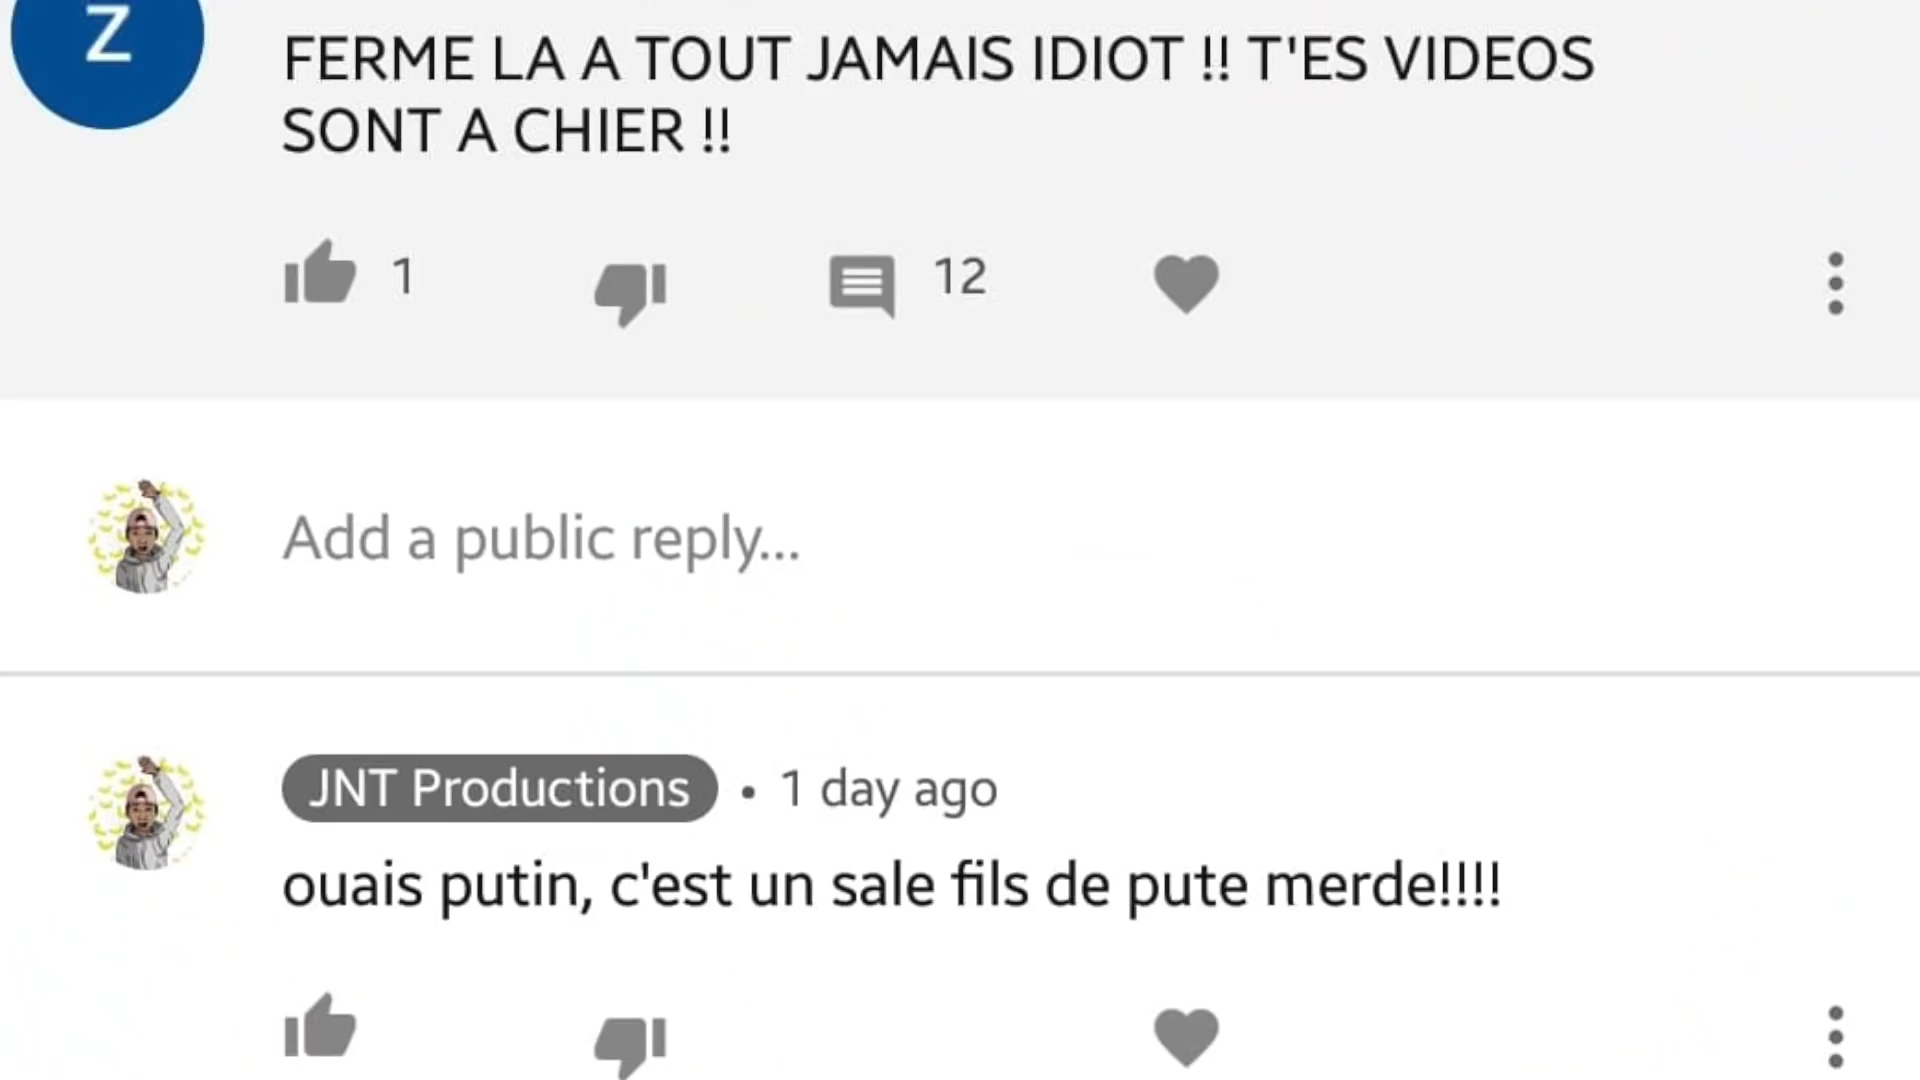 Z
FERME LA A TOUT JAMAIS IDIOT !! T'ES VIDEOS
SONT A CHIER !!
1
12
Add a public reply...
JNT Productions • 1 day ago
ouais putin, c'est un sale fils de pute merde!!!!